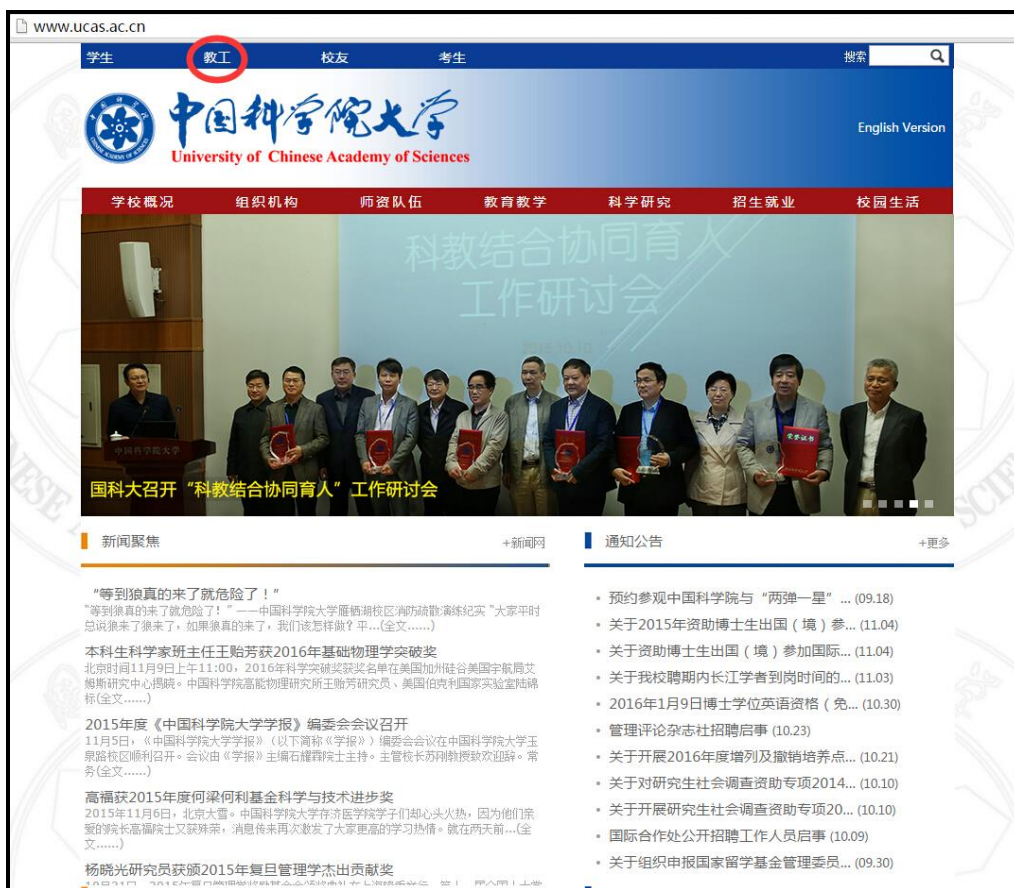 www.ucas.ac.cn
学生 教工 校友 考生 搜索
中国科学院大学
University of Chinese Academy of Sciences
English Version
学校概况 组织机构 师资队伍 教育教学 科学研究 招生就业 校园生活
科教结合协同育人
工作研讨会
中国科学院大学
荣誉证书
国科大召开“科教结合协同育人”工作研讨会
新闻聚焦 +新闻网
“等到狼真的来了就危险了！”
“等到狼真的来了就危险了！”——中国科学院大学雁栖湖校区消防疏散演练纪实 “大家平时
总说狼来了狼来了，如果狼真的来了，我们该怎样做？平...(全文......)
本科生科学家班主任王贻芳获2016年基础物理学突破奖
北京时间11月9日上午11:00，2016年科学突破奖获奖名单在美国加州硅谷美国宇航局艾
姆斯研究中心揭晓。中国科学院高能物理研究所王贻芳研究员、美国伯克利国家实验室陆锦
标(全文......)
2015年度《中国科学院大学学报》编委会会议召开
11月5日，《中国科学院大学学报》（以下简称《学报》）编委会会议在中国科学院大学玉
泉路校区顺利召开。会议由《学报》主编石耀霖院士主持。主管校长苏刚教授致欢迎辞。常
务(全文......)
高福获2015年度何梁何利基金科学与技术进步奖
2015年11月6日，北京大雪。中国科学院大学存济医学院学子们却心头火热，因为他们亲
爱的院长高福院士又获殊荣，消息传来再次激发了大家更高的学习热情。就在两天前...(全
文......)
杨晓光研究员获颁2015年复旦管理学杰出贡献奖
通知公告 +更多
预约参观中国科学院与“两弹一星” ... (09.18)
关于2015年资助博士生出国（境）参... (11.04)
关于资助博士生出国（境）参加国际... (11.04)
关于我校聘期内长江学者到岗时间的... (11.03)
2016年1月9日博士学位英语资格（免... (10.30)
管理评论杂志社招聘启事 (10.23)
关于开展2016年度增列及撤销培养点... (10.21)
关于对研究生社会调查资助专项2014... (10.10)
关于开展研究生社会调查资助专项20... (10.10)
国际合作处公开招聘工作人员启事 (10.09)
关于组织申报国家留学基金管理委员... (09.30)